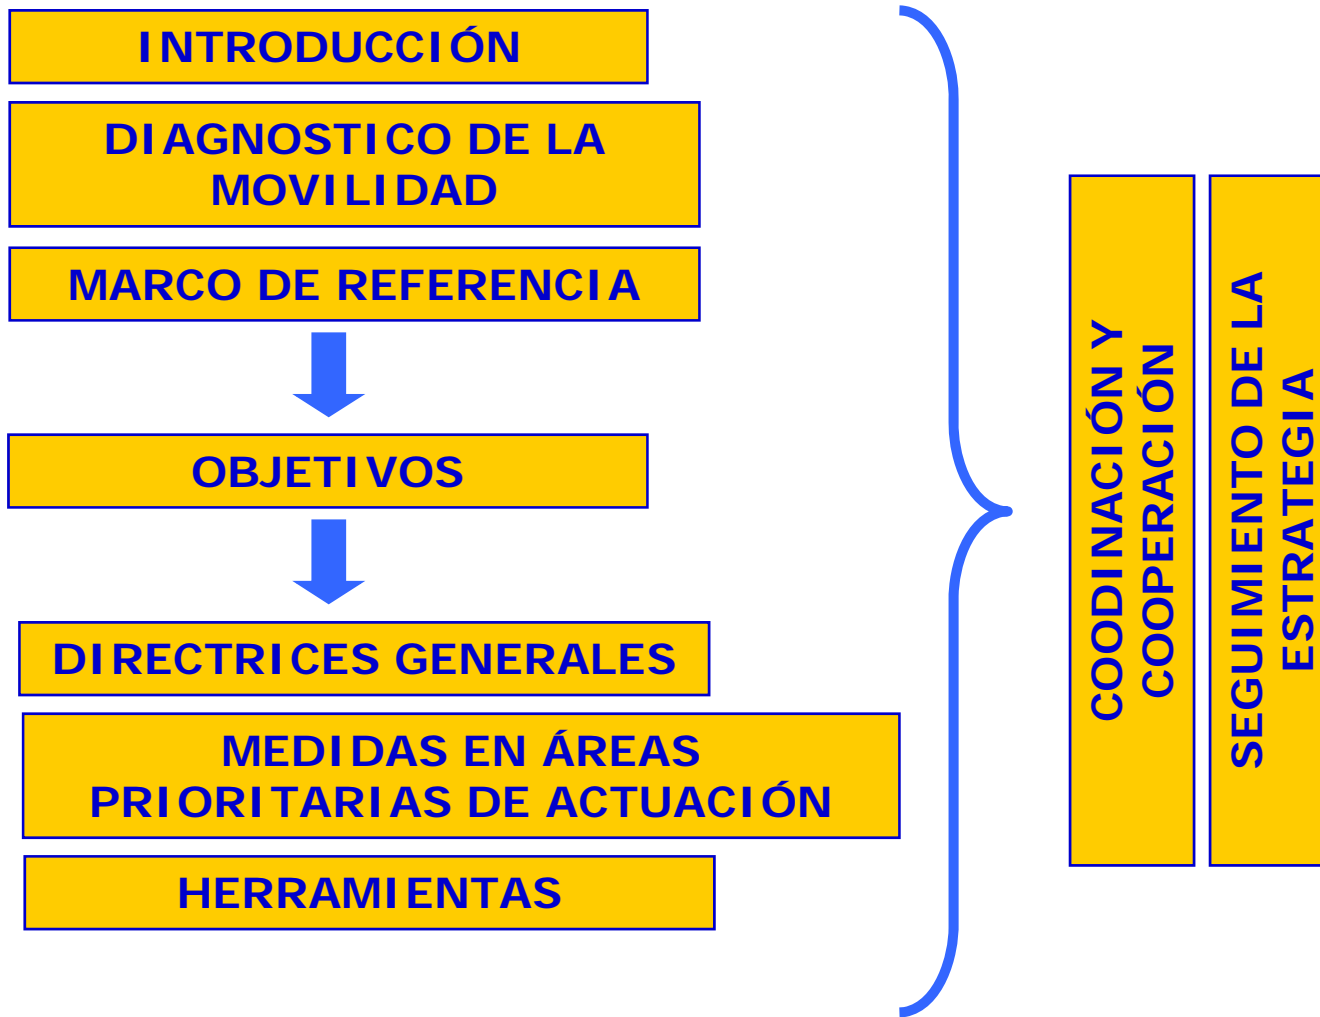 INTRODUCCIÓN
DIAGNOSTICO DE LA
MOVILIDAD
MARCO DE REFERENCIA
OBJETIVOS
DIRECTRICES GENERALES
MEDIDAS EN ÁREAS
PRIORITARIAS DE ACTUACIÓN
HERRAMIENTAS
COODINACIÓN Y
COOPERACIÓN
SEGUIMIENTO DE LA
ESTRATEGIA